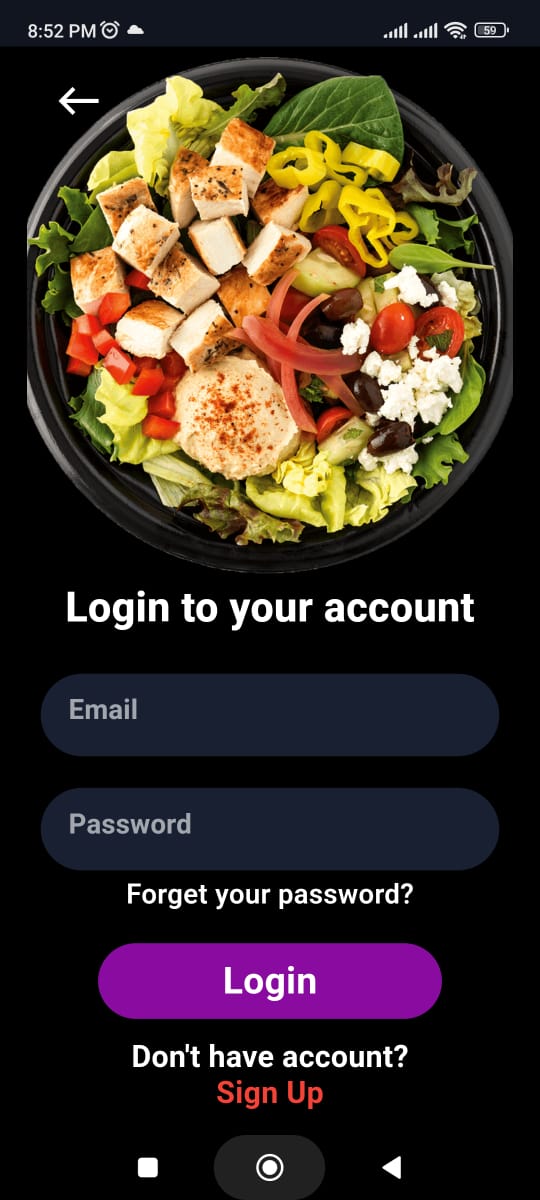 8:52 PM
59
Login to your account
Email
Password
Forget your password?
Login
Don't have account?
Sign Up